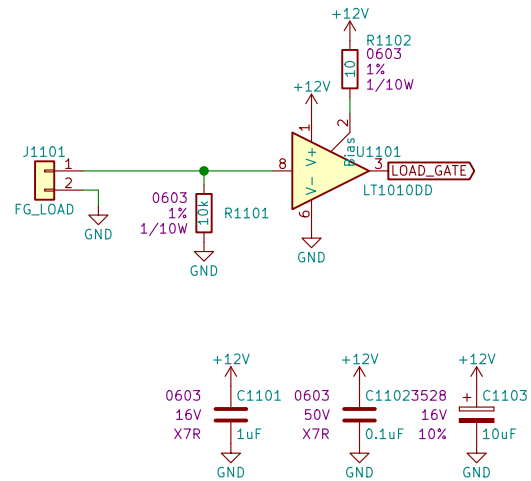 +12V
R1102
0603
1%
1/10W
10
+12V
1
2
Bias
V+
V-
U1101
LT1010DD
8
3
6
LOAD_GATE
GND
J1101
1
2
FG_LOAD
GND
0603
1%
1/10W
10k
R1101
GND
+12V
0603
16V
X7R
C1101
1uF
GND
+12V
0603
50V
X7R
C1102
0.1uF
GND
+12V
3528
16V
10%
+
C1103
10uF
GND